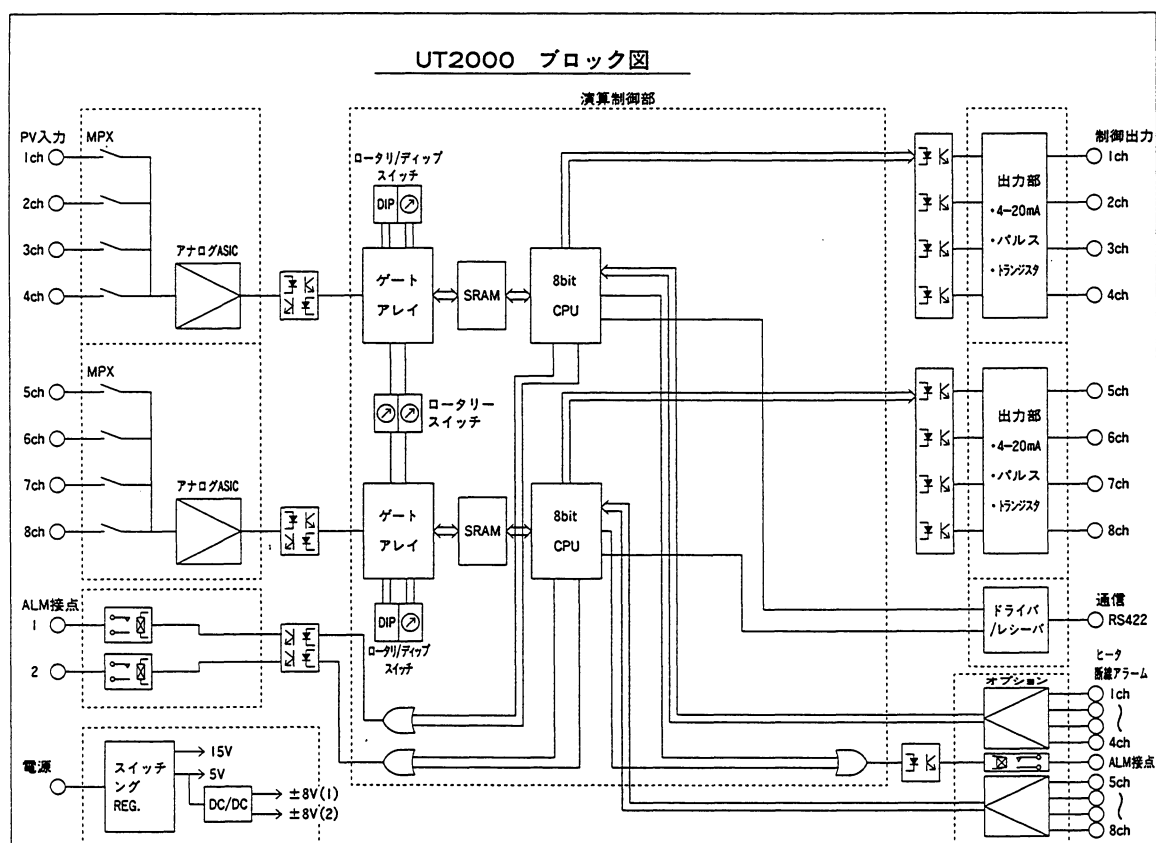 UT2000 ブロック図
演算制御部
PV入力
MPX
1ch
2ch
3ch
4ch
アナログASIC
ロータリ/ディップ
スイッチ
DIP
ゲート
アレイ
SRAM
8bit
CPU
制御出力
出力部
・4-20mA
・パルス
・トランジスタ
1ch
2ch
3ch
4ch
MPX
5ch
6ch
7ch
8ch
アナログASIC
ロータリー
スイッチ
ゲート
アレイ
SRAM
8bit
CPU
DIP
ロータリ/ディップ
スイッチ
出力部
・4-20mA
・パルス
・トランジスタ
5ch
6ch
7ch
8ch
ALM接点
1
2
ドライバ
/レシーバ
通信
RS422
ヒータ
断線アラーム
オプション
1ch
4ch
ALM接点
5ch
8ch
電源
スイッチ
ング
REG.
15V
5V
DC/DC
±8V(1)
±8V(2)